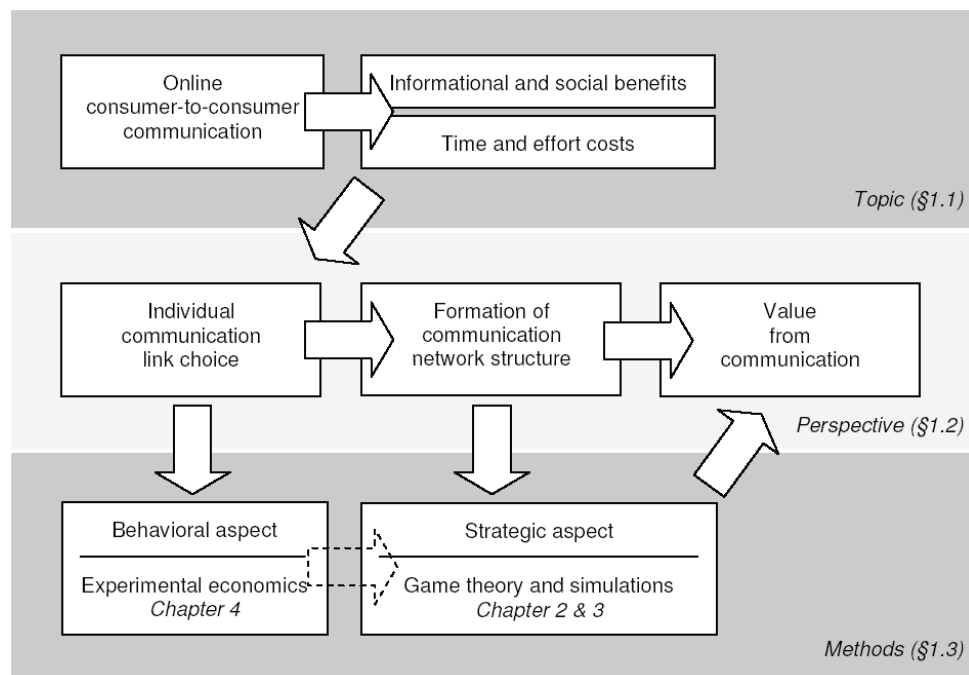 Online
consumer-to-consumer
communication
Informational and social benefits
Time and effort costs
Topic (§1.1)
Individual
communication
link choice
Formation of
communication
network structure
Value
from
communication
Perspective (§1.2)
Behavioral aspect
Experimental economics
Chapter 4
Strategic aspect
Game theory and simulations
Chapter 2 & 3
Methods (§1.3)